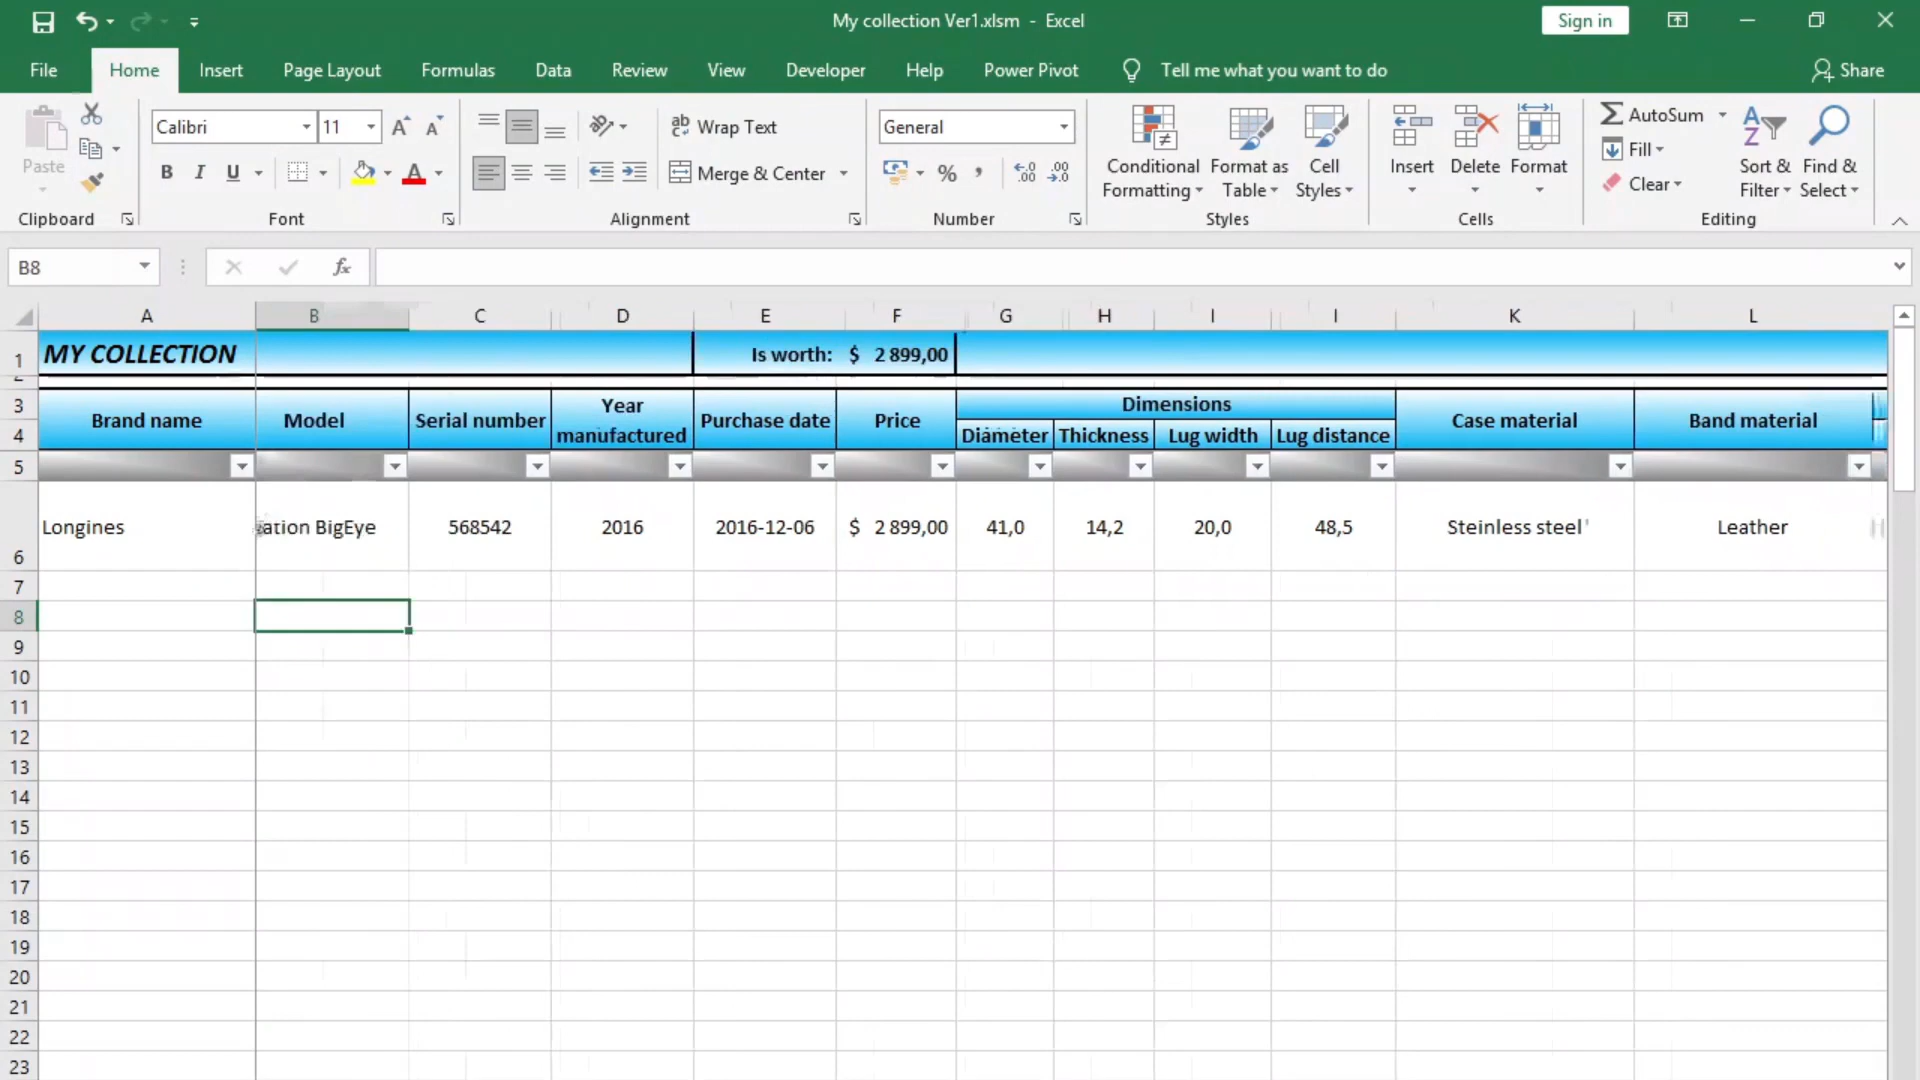 My collection Ver1.xlsm - Excel
Sign in
File Home Insert Page Layout Formulas Data Review View Developer Help Power Pivot Tell me what you want to do Share
Calibri 11 A A ab Wrap Text General AutoSum
Paste B I U A Merge & Center % Conditional Formatting Format as Table Cell Styles Insert Delete Format Fill Clear Sort & Filter Find & Select
Clipboard Font Alignment Number Styles Cells Editing
B8 fx
A B C D E F G H I I K L
1 MY COLLECTION Is worth: $ 2 899,00
3 Brand name Model Serial number Year manufactured Purchase date Price Dimensions Case material Band material
4 Diameter Thickness Lug width Lug distance
5
6 Longines ation BigEye 568542 2016 2016-12-06 $ 2 899,00 41,0 14,2 20,0 48,5 Steinless steel Leather
7
8
9
10
11
12
13
14
15
16
17
18
19
20
21
22
23